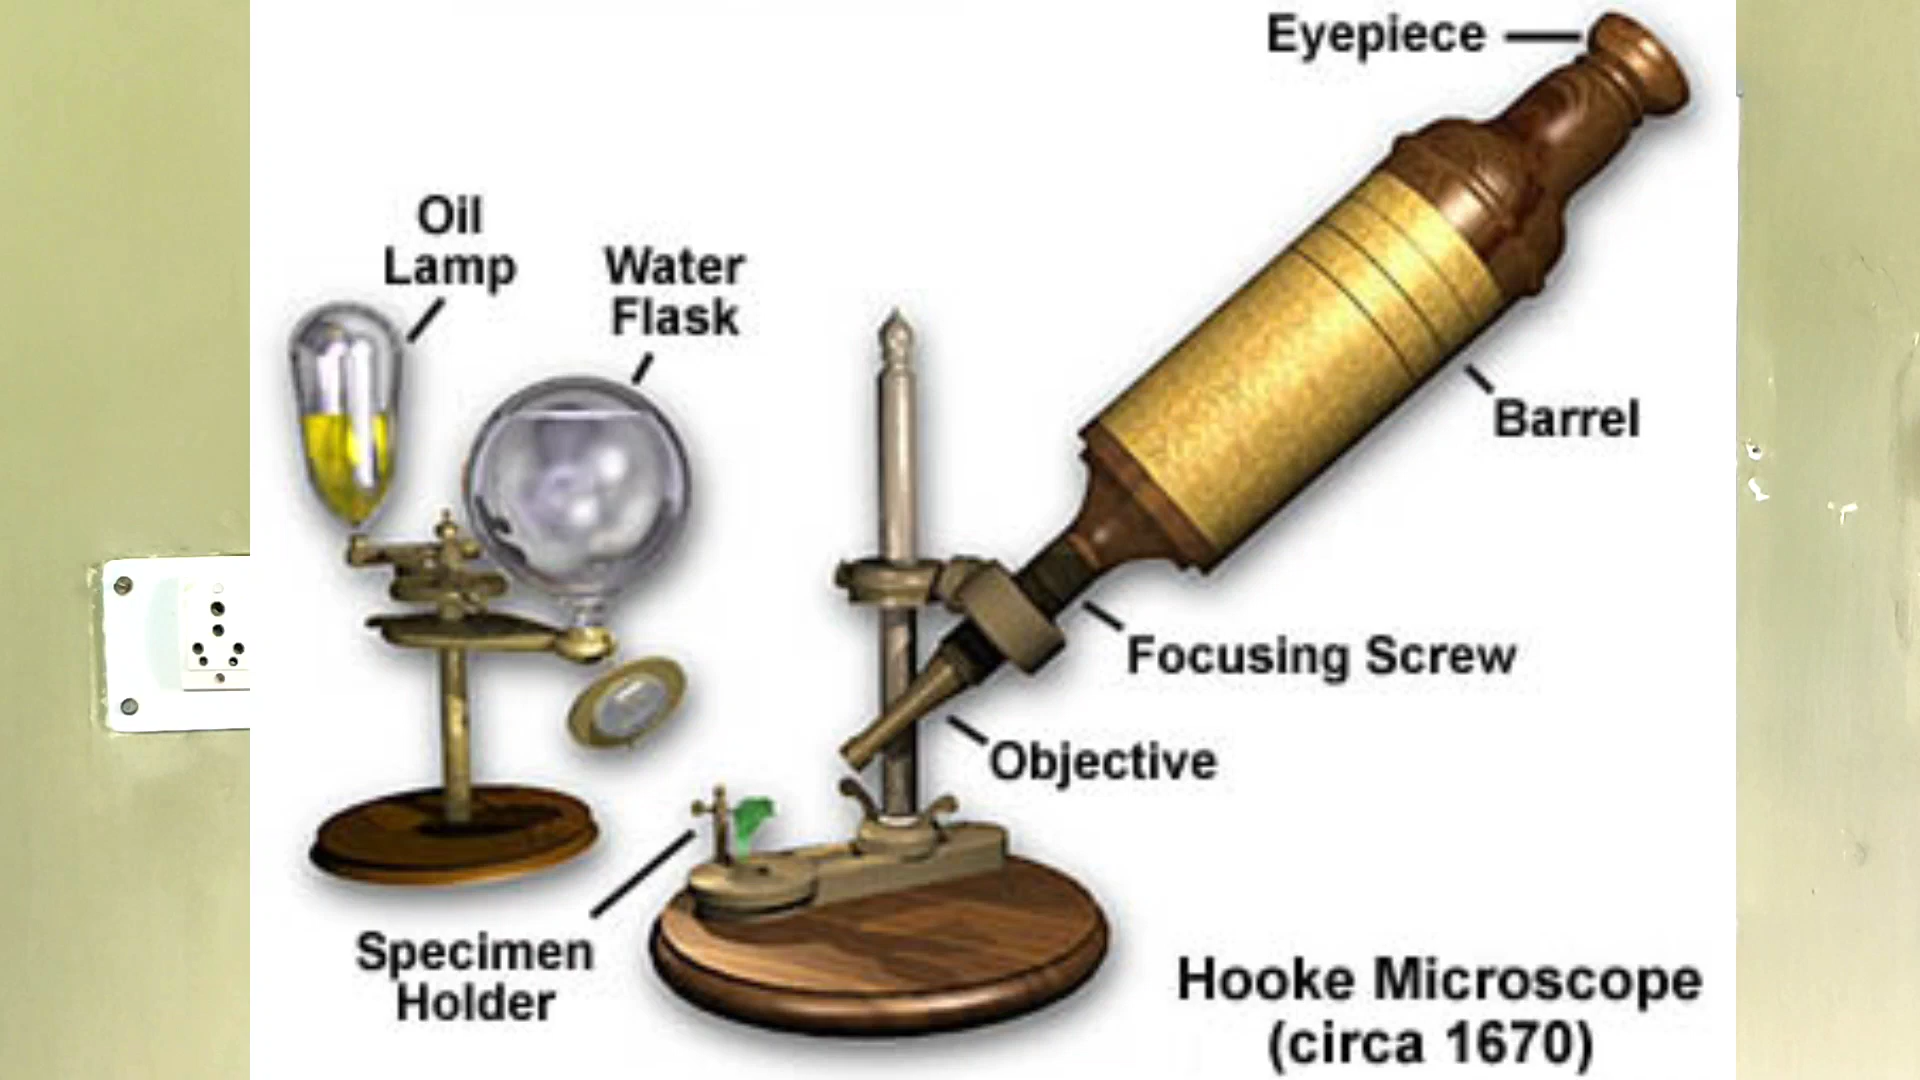 Eyepiece
Oil
Lamp
Water
Flask
Barrel
Focusing Screw
Objective
Specimen
Holder
Hooke Microscope
(circa 1670)